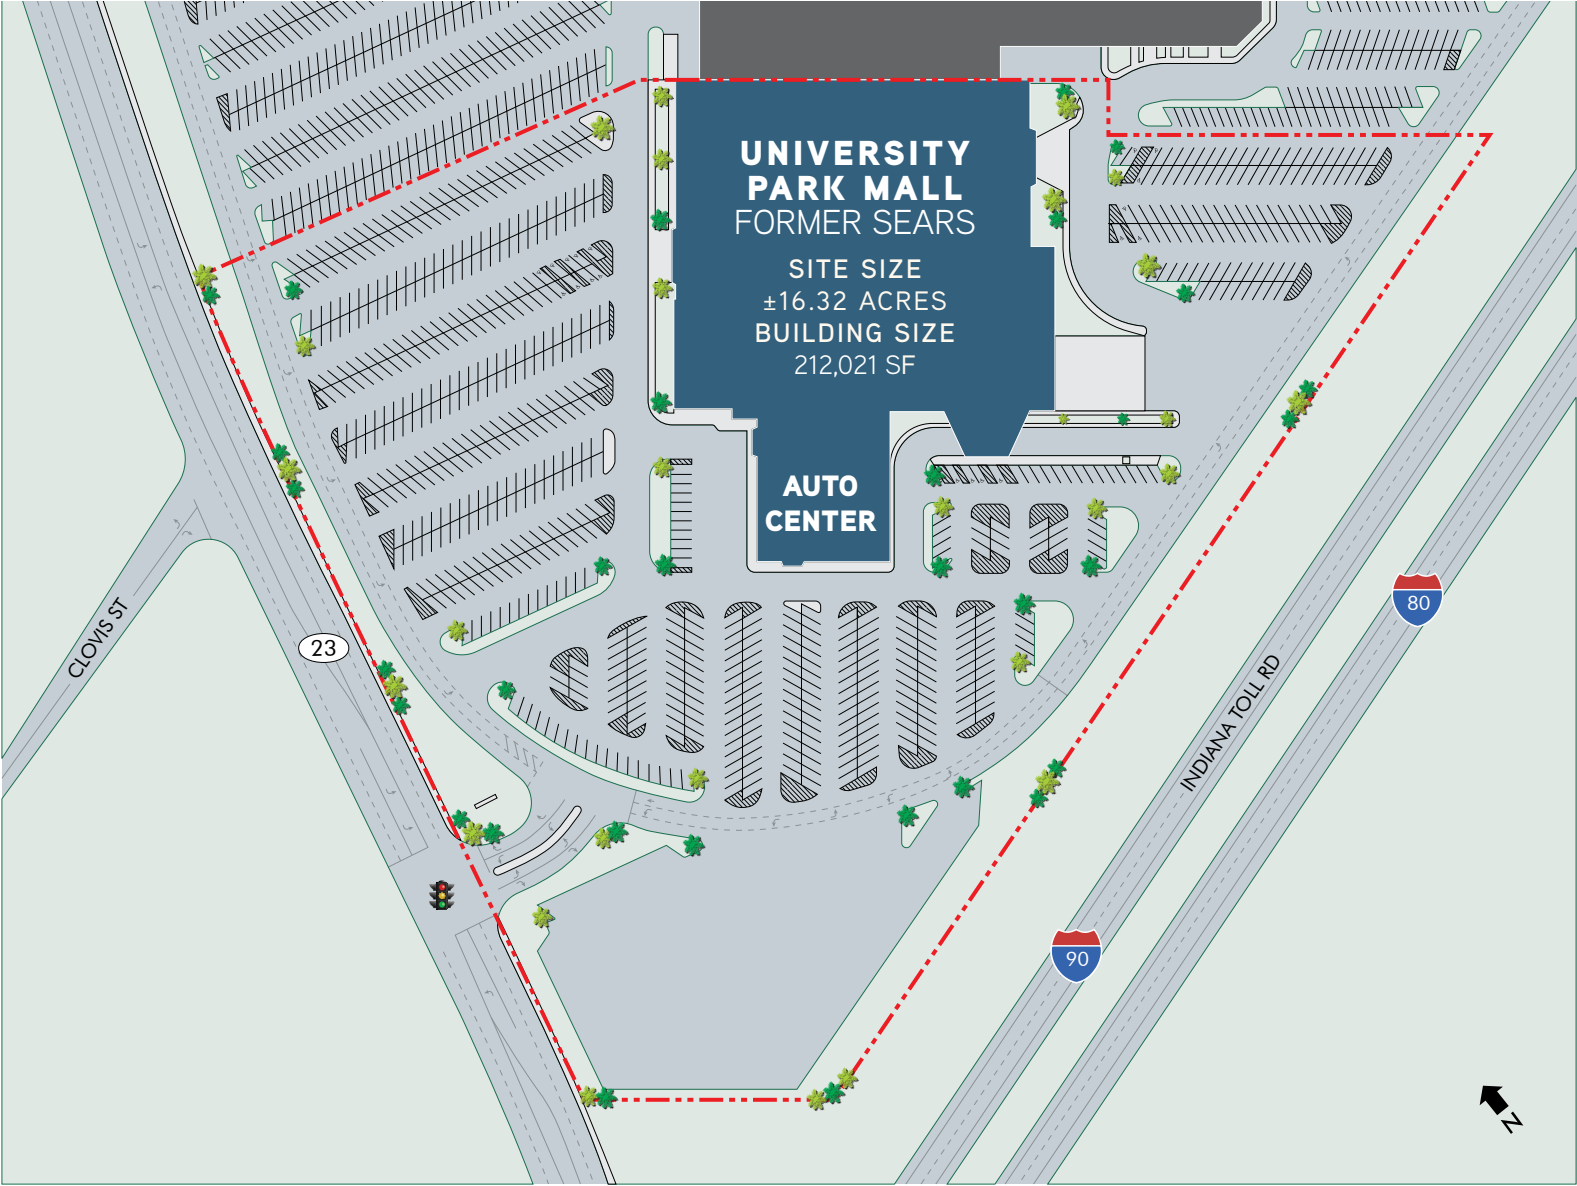 UNIVERSITY
PARK MALL
FORMER SEARS
SITE SIZE
±16.32 ACRES
BUILDING SIZE
212,021 SF
AUTO
CENTER
CLOVIS ST
23
80
INDIANA TOLL RD
90
N